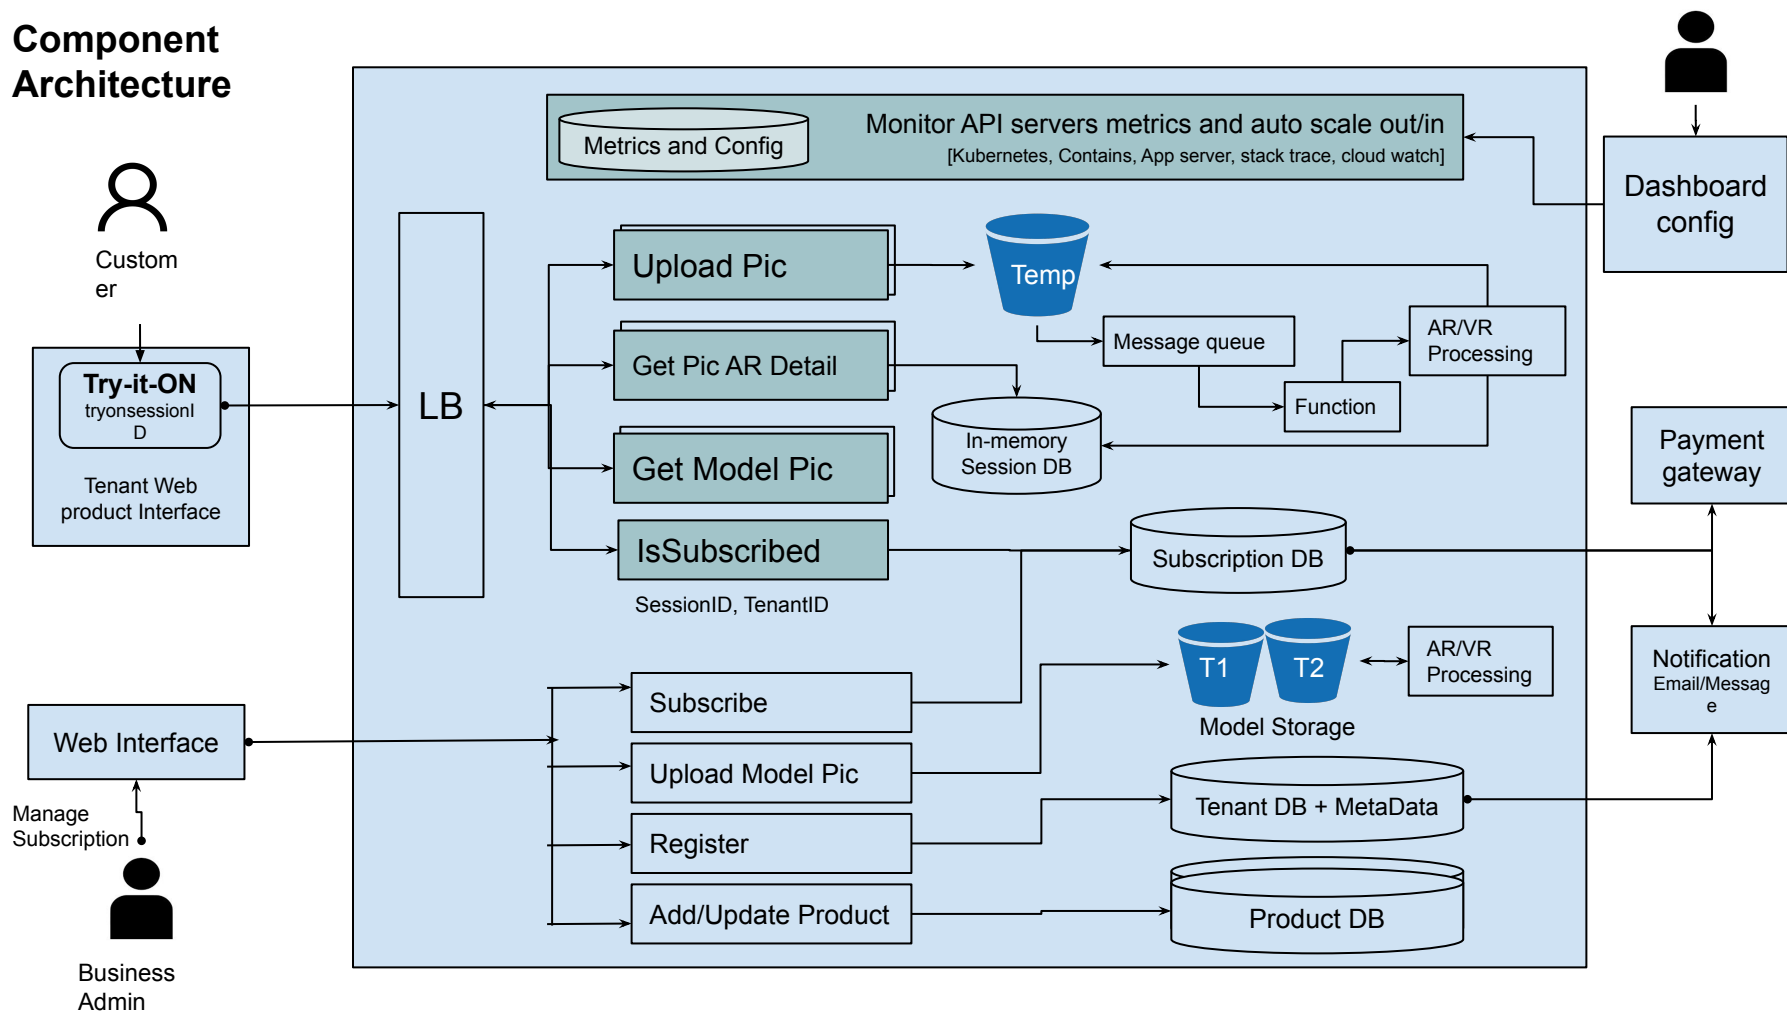 Component
Architecture
Metrics and Config
Monitor API servers metrics and auto scale out/in
[Kubernetes, Contains, App server, stack trace, cloud watch]
Dashboard
config
Custom
er
Try-it-ON
tryonsessionI
D
Tenant Web
product Interface
LB
Upload Pic
Get Pic AR Detail
Get Model Pic
IsSubscribed
SessionID, TenantID
Temp
Message queue
Function
AR/VR
Processing
In-memory
Session DB
Subscription DB
Payment
gateway
Notification
Email/Messag
e
T1
T2
Model Storage
AR/VR
Processing
Web Interface
Manage
Subscription
Business
Admin
Subscribe
Upload Model Pic
Register
Add/Update Product
Tenant DB + MetaData
Product DB